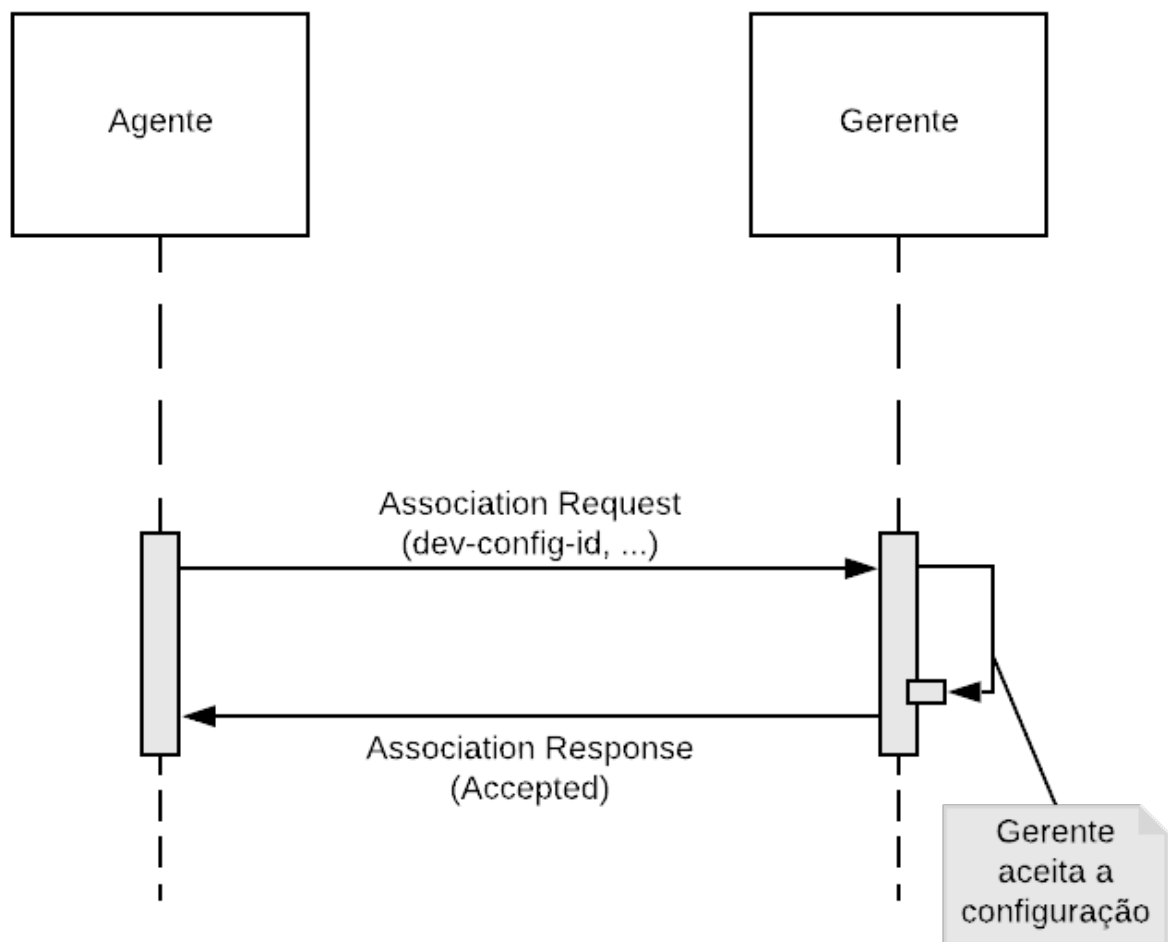 Agente
Gerente
Association Request
(dev-config-id, ...)
Association Response
(Accepted)
Gerente
aceita a
configuração